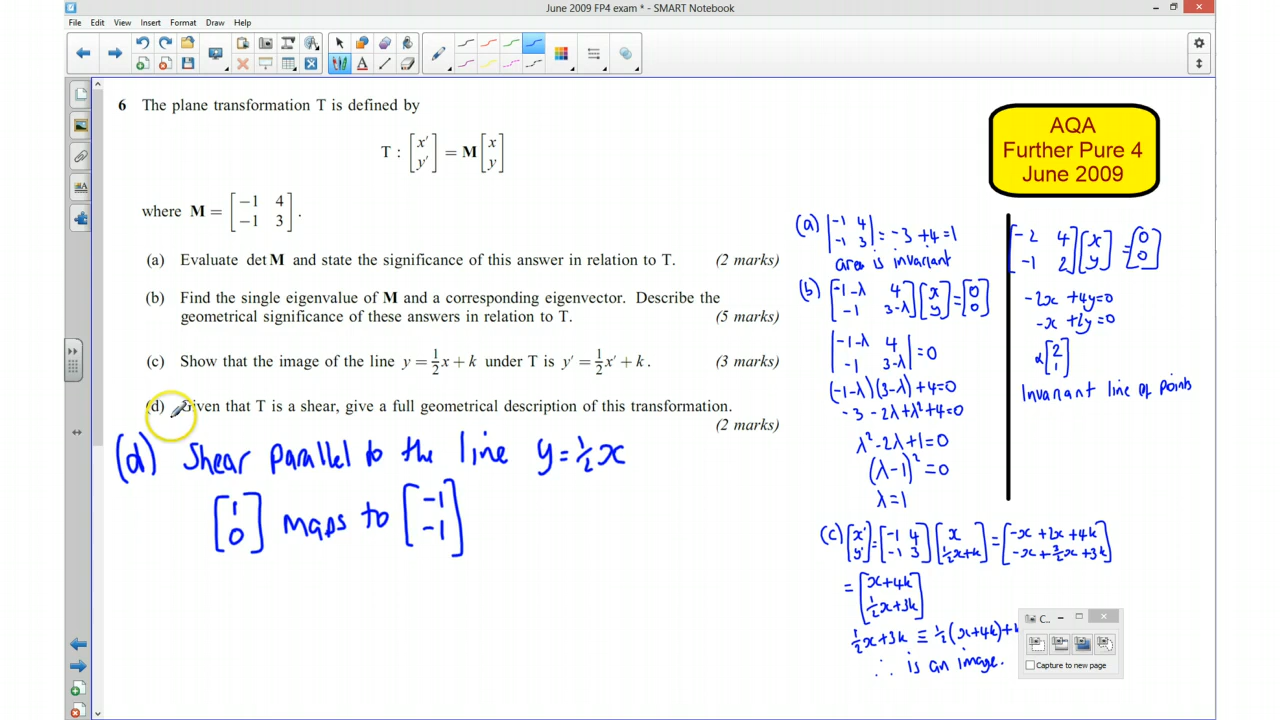 June 2009 FP4 exam * - SMART Notebook
File Edit View Insert Format Draw Help
6 The plane transformation T is defined by
T : [x′ y′] = M [x y]
where M = [−1 4 −1 3].
(a) Evaluate det M and state the significance of this answer in relation to T. (2 marks)
(b) Find the single eigenvalue of M and a corresponding eigenvector. Describe the
geometrical significance of these answers in relation to T. (5 marks)
(c) Show that the image of the line y = 1/2 x + k under T is y′ = 1/2 x′ + k. (3 marks)
(d) Given that T is a shear, give a full geometrical description of this transformation.
(2 marks)
(d) Shear parallel to the line y = 1/2 x
[1 0] maps to [−1 −1]
AQA
Further Pure 4
June 2009
(a) |−1 4 −1 3| = −3 + 4 = 1
area is invariant
(b) [−1−λ 4 −1 3−λ] [x y] = [0 0]
|−1−λ 4 −1 3−λ| = 0
(−1−λ)(3−λ) + 4 = 0
−3 − 2λ + λ² + 4 = 0
λ² − 2λ + 1 = 0
(λ − 1)² = 0
λ = 1
[−2 4 −1 2] [x y] = [0 0]
−2x + 4y = 0
−x + 2y = 0
α [2 1]
Invariant line of points
(c) [x′ y′] = [−1 4 −1 3] [x 1/2 x + k] = [−x + 2x + 4k −x + 3/2 x + 3k]
= [x + 4k 1/2 x + 3k]
1/2 x + 3k ≡ 1/2 (x + 4k) + k
∴ is an image.
C..
Capture to new page